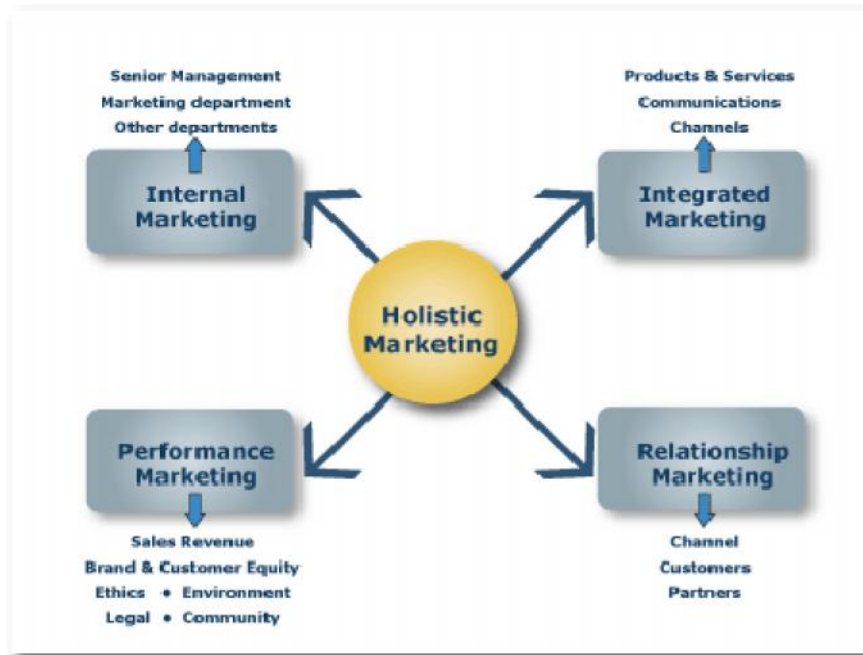 Senior Management
Marketing department
Other departments
Internal
Marketing
Products & Services
Communications
Channels
Integrated
Marketing
Holistic
Marketing
Performance
Marketing
Sales Revenue
Brand & Customer Equity
Ethics • Environment
Legal • Community
Relationship
Marketing
Channel
Customers
Partners